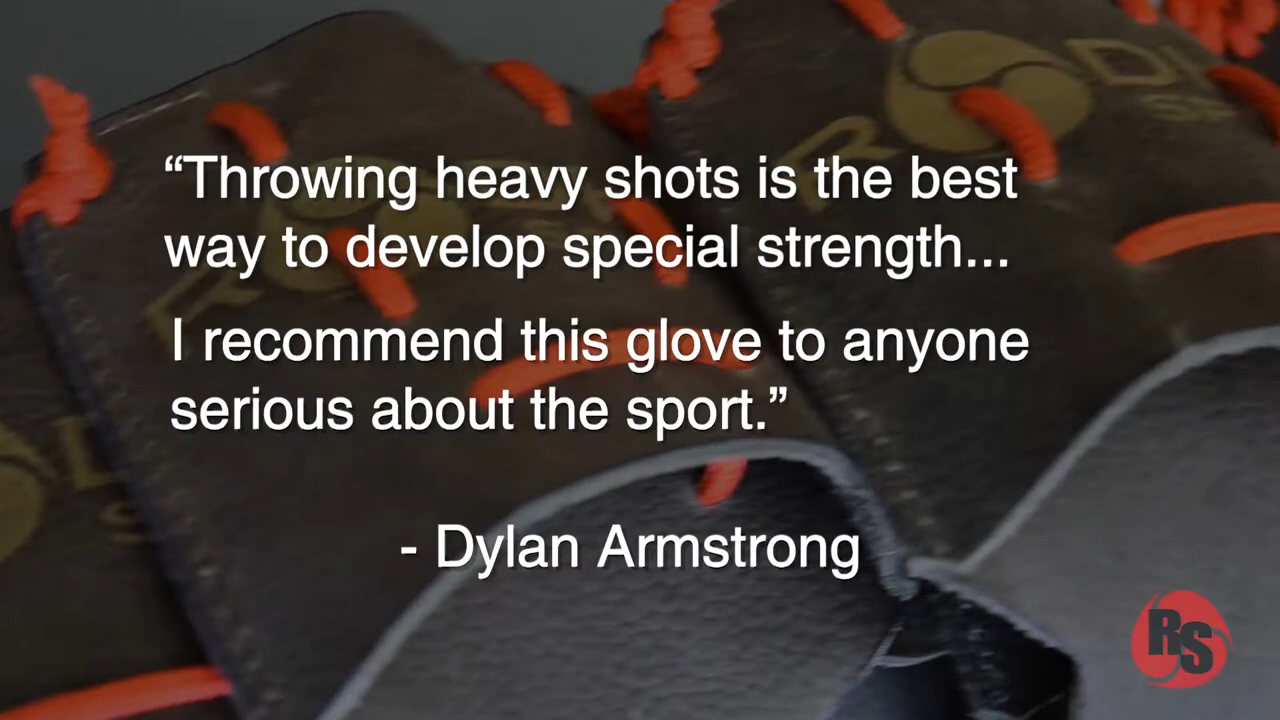 “Throwing heavy shots is the best
way to develop special strength...
I recommend this glove to anyone
serious about the sport.”
- Dylan Armstrong
RS